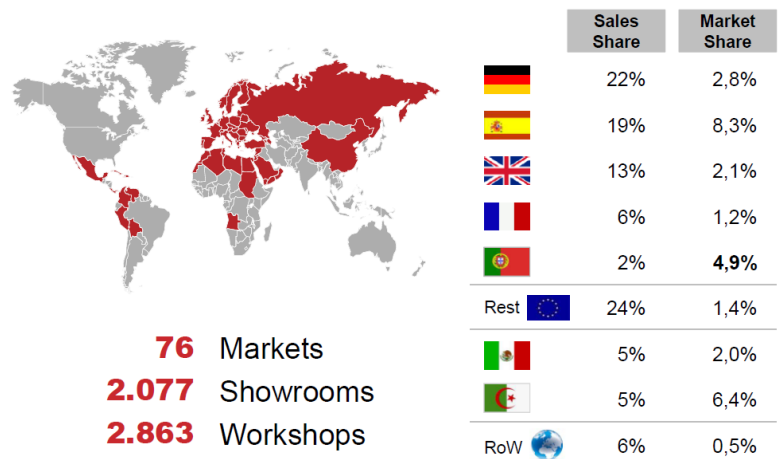 Sales Share Market Share
22% 2,8%
19% 8,3%
13% 2,1%
6% 1,2%
2% 4,9%
Rest 24% 1,4%
5% 2,0%
5% 6,4%
RoW 6% 0,5%
76 Markets
2.077 Showrooms
2.863 Workshops